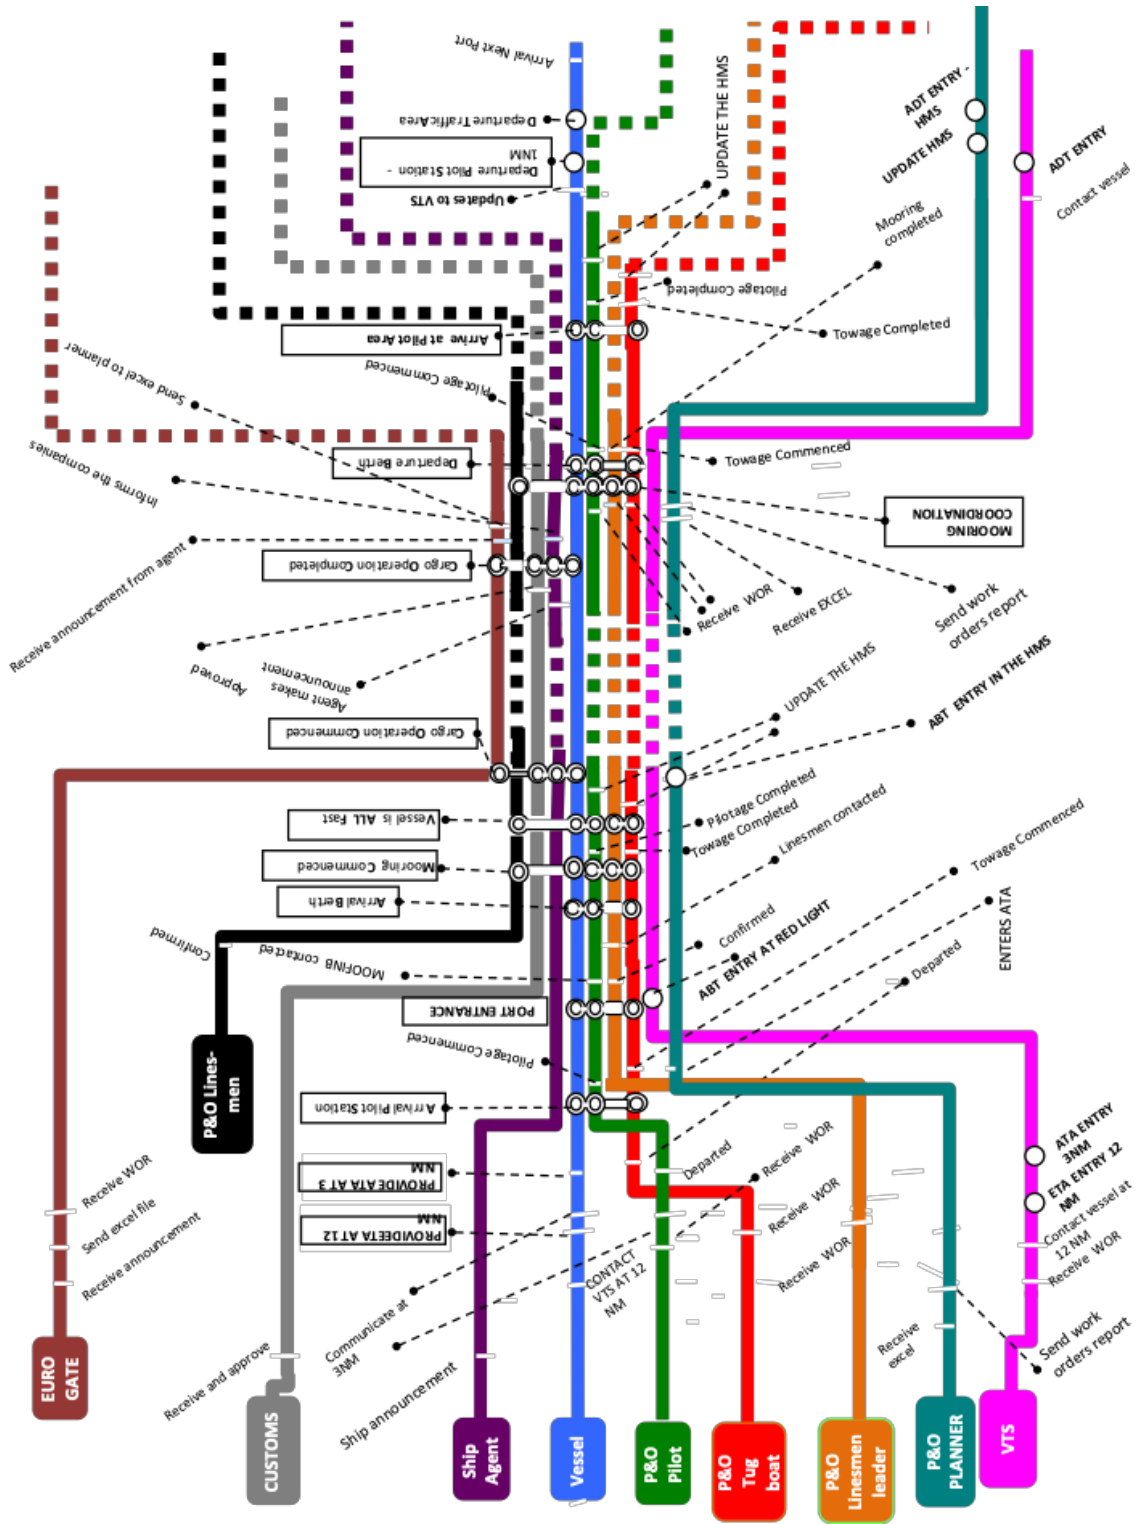 Arrival Next Port
Departure Traffic Area
Departure Pilot Station -
1NM
Updates to VTS
UPDATE THE HMS
ADT ENTRY -
HMS
UPDATE HMS
ADT ENTRY
Contact vessel
Mooring
completed
Pilotage Completed
Towage Completed
Arrive at Pilot Area
Pilotage Commenced
Send excel to planner
Departure Berth
Towage Commenced
Informs the companies
MOORING
COORDINATION
Receive announcement from agent
Cargo Operation Completed
Receive WOR
Receive EXCEL
Send work
orders report
Approved
Agent makes
announcement
UPDATE THE HMS
ABT ENTRY IN THE HMS
Cargo Operation Commenced
Pilotage Completed
Towage Completed
Vessel is ALL Fast
Linesmen contacted
Towage Commenced
Mooring Commenced
Arrival Berth
ENTERS ATA
Confirmed
MOOFINB contacted
Confirmed
ABT ENTRY AT RED LIGHT
Departed
PORT ENTRANCE
Pilotage Commenced
P&O Lines-
men
Arrival Pilot Station
ATA ENTRY
3NM
ETA ENTRY 12
NM
Contact vessel at
12 NM
Receive WOR
PROVIDE ATA AT 3
NM
PROVIDEETA AT 12
NM
Departed
Receive WOR
Receive WOR
Receive WOR
Receive WOR
Send excel file
Receive announcement
CONTACT
VTS AT 12
NM
Communicate at
3NM
Receive and approve
Ship announcement
Receive
excel
Send work
orders report
EURO
GATE
CUSTOMS
Ship
Agent
Vessel
P&O
Pilot
P&O
Tug
boat
P&O
Linesmen
leader
P&O
PLANNER
VTS